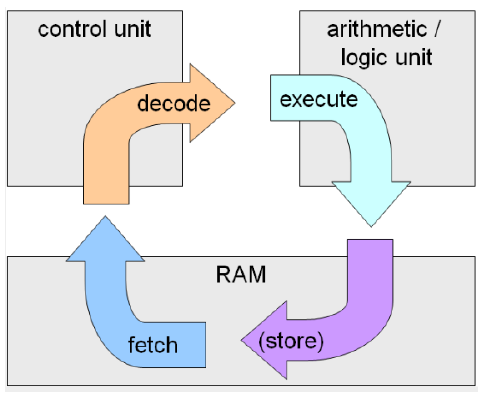 control unit
arithmetic /
logic unit
decode
execute
RAM
fetch
(store)